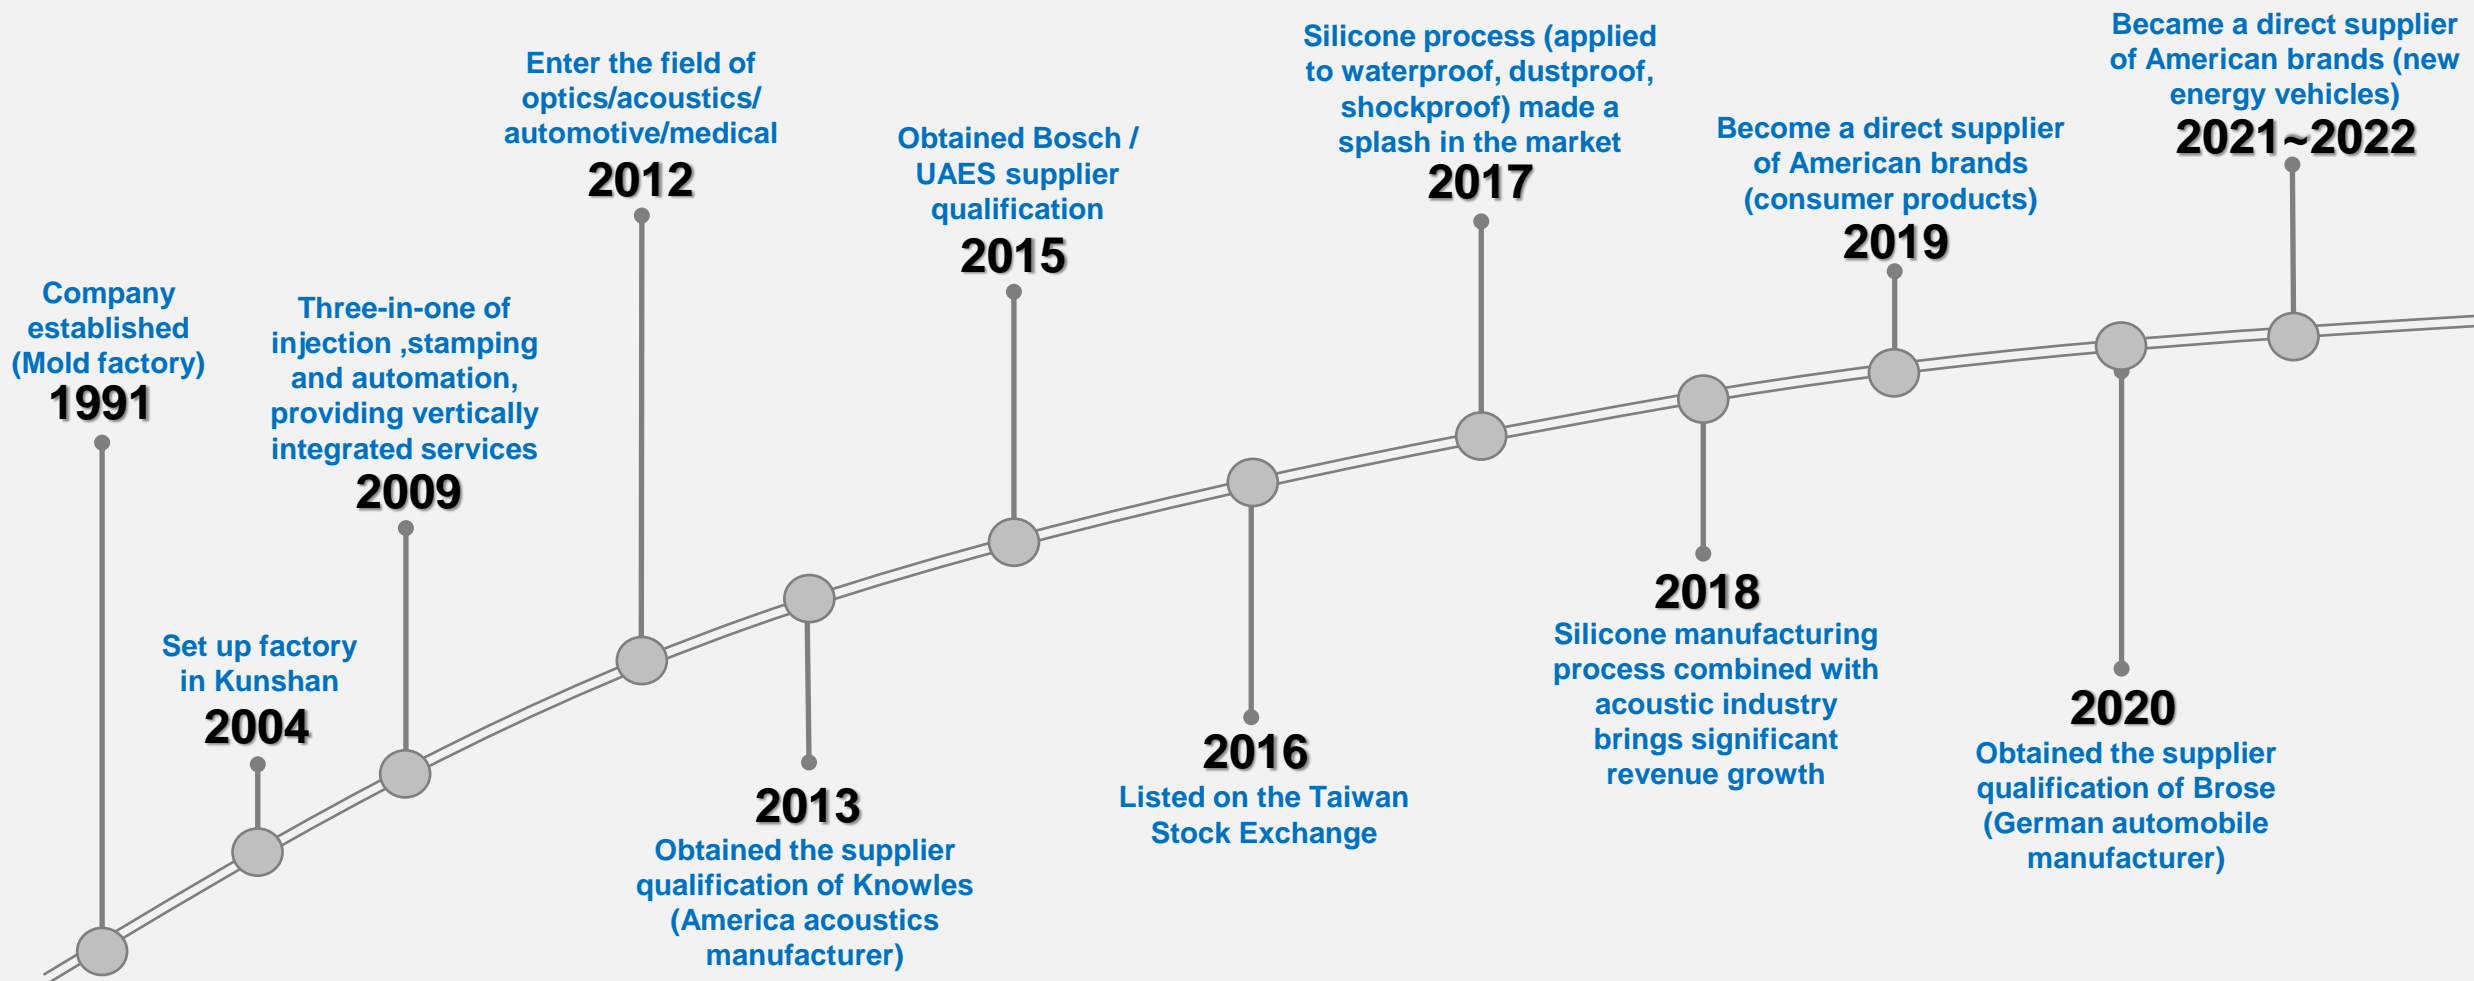 Company
established
(Mold factory)
1991
Set up factory
in Kunshan
2004
Three-in-one of
injection ,stamping
and automation,
providing vertically
integrated services
2009
Enter the field of
optics/acoustics/
automotive/medical
2012
2013
Obtained the supplier
qualification of Knowles
(America acoustics
manufacturer)
Obtained Bosch /
UAES supplier
qualification
2015
2016
Listed on the Taiwan
Stock Exchange
Silicone process (applied
to waterproof, dustproof,
shockproof) made a
splash in the market
2017
2018
Silicone manufacturing
process combined with
acoustic industry
brings significant
revenue growth
Become a direct supplier
of American brands
(consumer products)
2019
2020
Obtained the supplier
qualification of Brose
(German automobile
manufacturer)
Became a direct supplier
of American brands (new
energy vehicles)
2021~2022